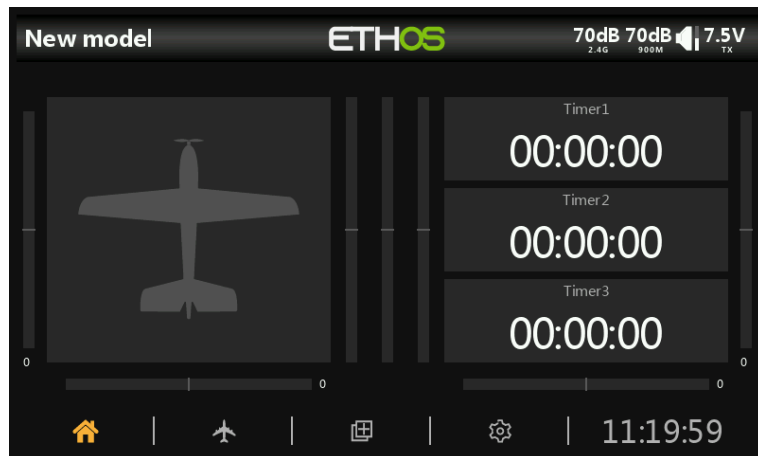 New model ETHOS 70dB 70dB 7.5V
2.4G 900M TX
Timer1
00:00:00
Timer2
00:00:00
Timer3
00:00:00
0 0
0 0
11:19:59